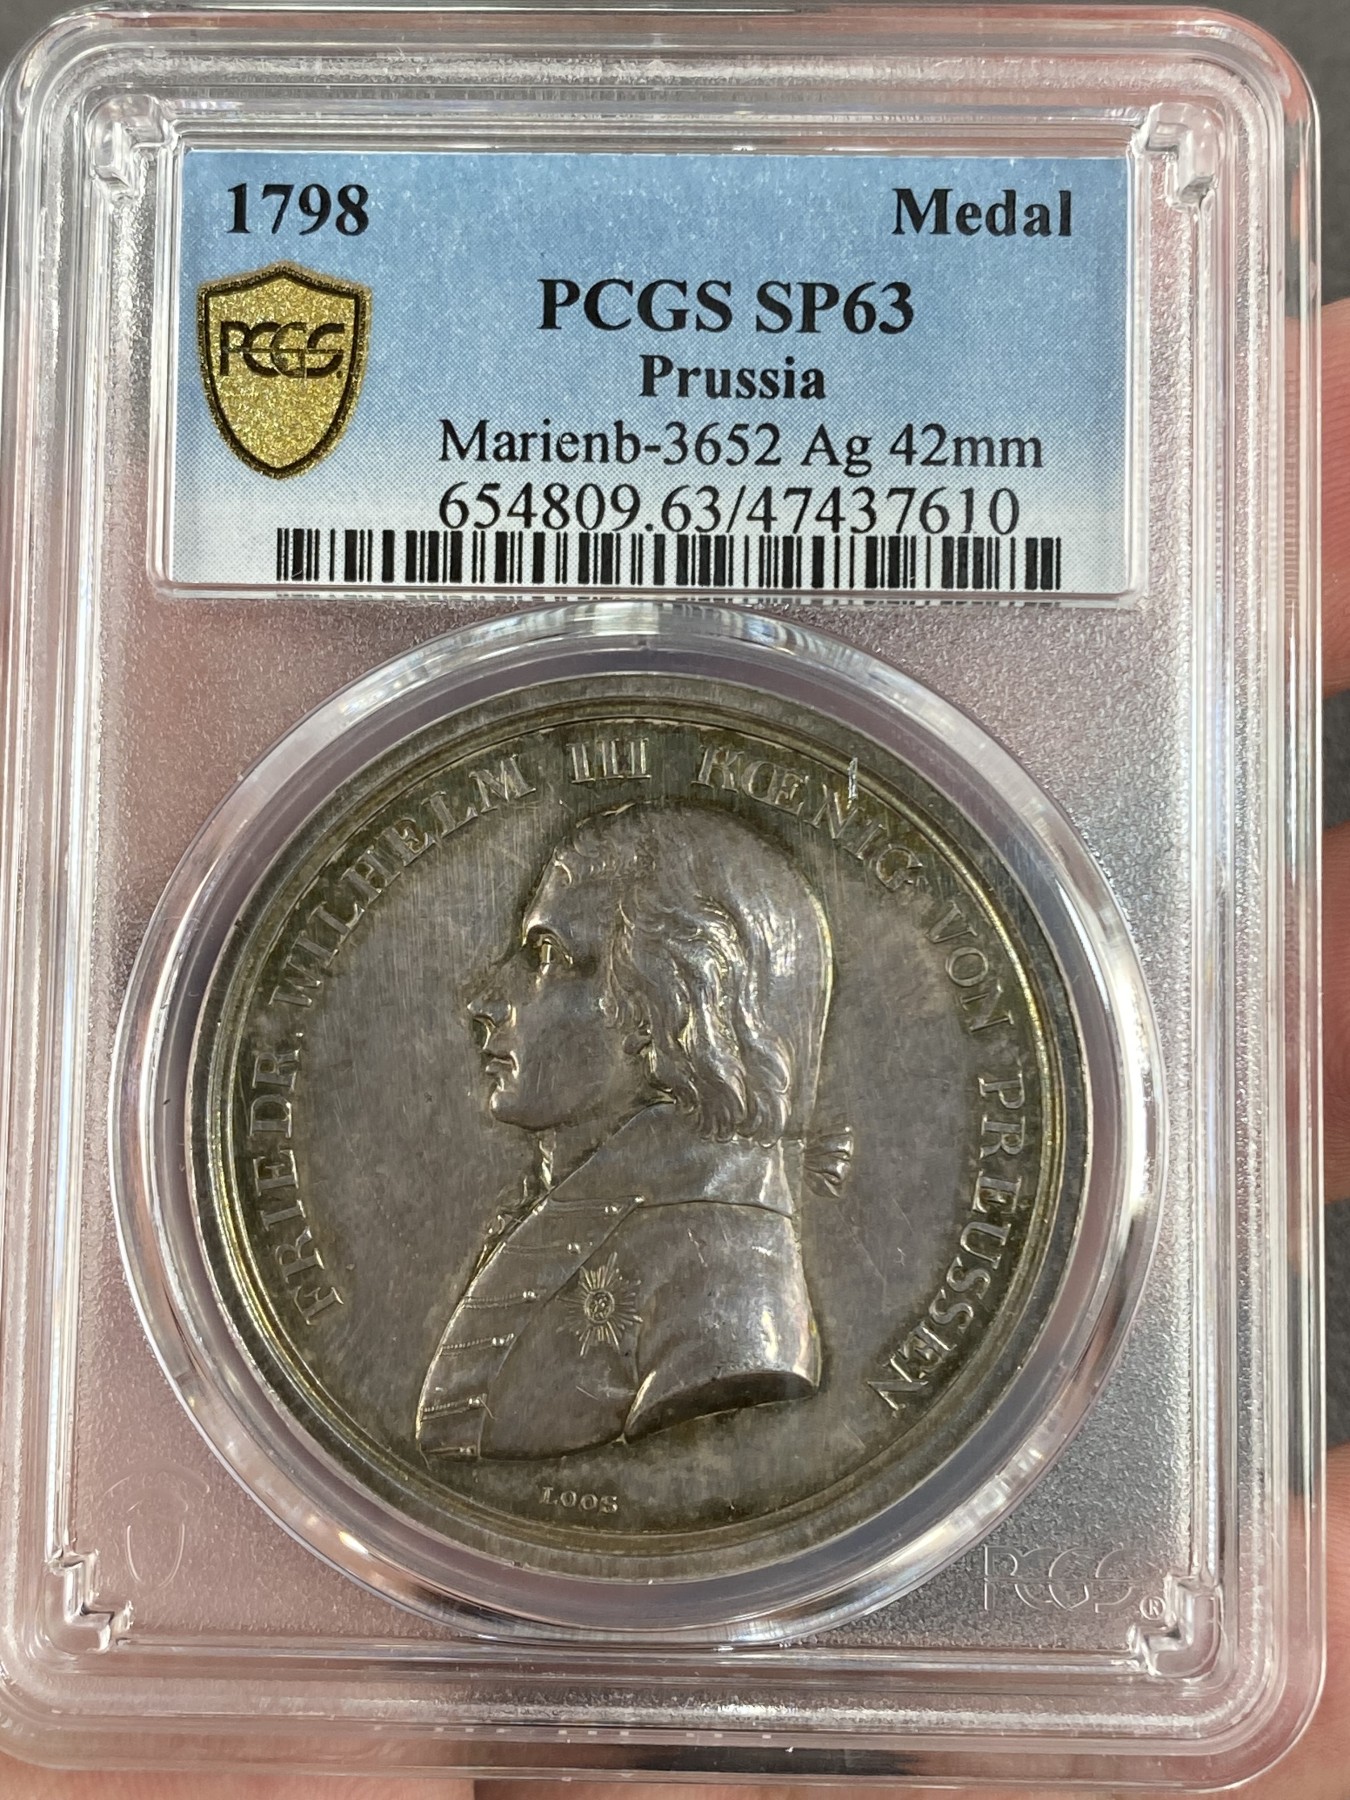 1798 Medal
PCGS
PCGS SP63
Prussia
Marienb-3652 Ag 42mm
654809.63/47437610
FRIEDR. WILHELM III KŒNIG VON PREUSSEN
LOOS
PCGS®